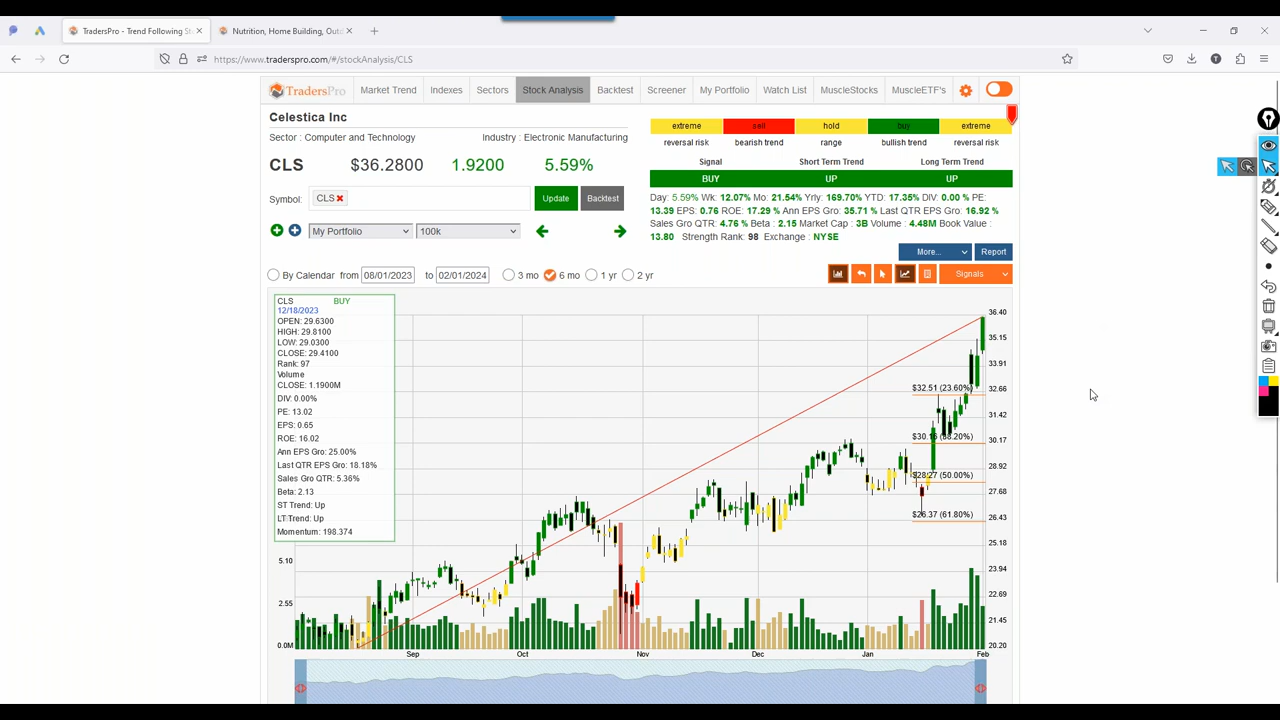 TradersPro - Trend Following St
Nutrition, Home Building, Outd
https://www.traderspro.com/#/stockAnalysis/CLS
TradersPro Market Trend Indexes Sectors Stock Analysis Backtest Screener My Portfolio Watch List MuscleStocks MuscleETF's
Celestica Inc
Sector : Computer and Technology Industry : Electronic Manufacturing
CLS $36.2800 1.9200 5.59%
extreme sell hold buy extreme
reversal risk bearish trend range bullish trend reversal risk
Signal Short Term Trend Long Term Trend
BUY UP UP
Symbol: CLS Update Backtest
Day: 5.59% Wk: 12.07% Mo: 21.54% Yrly: 169.70% YTD: 17.35% DIV: 0.00 % PE:
13.39 EPS: 0.76 ROE: 17.29 % Ann EPS Gro: 35.71 % Last QTR EPS Gro: 16.92 %
Sales Gro QTR: 4.76 % Beta : 2.15 Market Cap : 3B Volume : 4.48M Book Value :
13.80 Strength Rank: 98 Exchange : NYSE
My Portfolio 100k
More... Report
By Calendar from 08/01/2023 to 02/01/2024 3 mo 6 mo 1 yr 2 yr Signals
CLS BUY
12/18/2023
OPEN: 29.6300
HIGH: 29.8100
LOW: 29.0300
CLOSE: 29.4100
Rank: 97
Volume
CLOSE: 1.1900M
DIV: 0.00%
PE: 13.02
EPS: 0.65
ROE: 16.02
Ann EPS Gro: 25.00%
Last QTR EPS Gro: 18.18%
Sales Gro QTR: 5.36%
Beta: 2.13
ST Trend: Up
LT Trend: Up
Momentum: 198.374
36.40
35.15
33.91
32.66
31.42
30.17
28.92
27.68
26.43
25.18
23.94
22.69
21.45
20.20
$32.51 (23.60%)
(38.20%)
(50.00%)
$26.37 (61.80%)
5.10
2.55
0.0M
Sep Oct Nov Dec Jan Feb